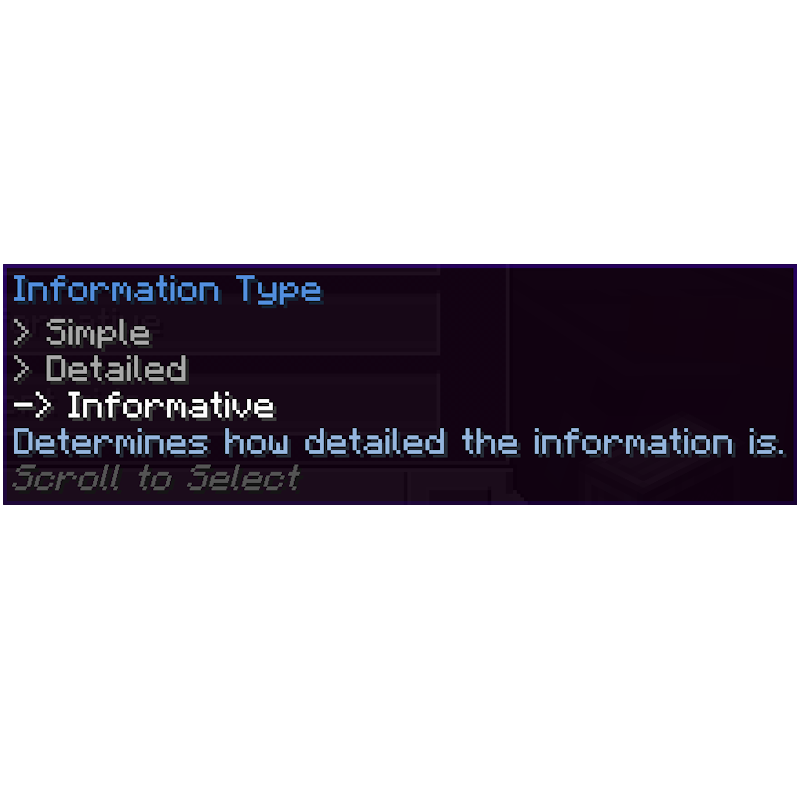 Information Type
> Simple
> Detailed
-> Informative
Determines how detailed the information is.
Scroll to Select